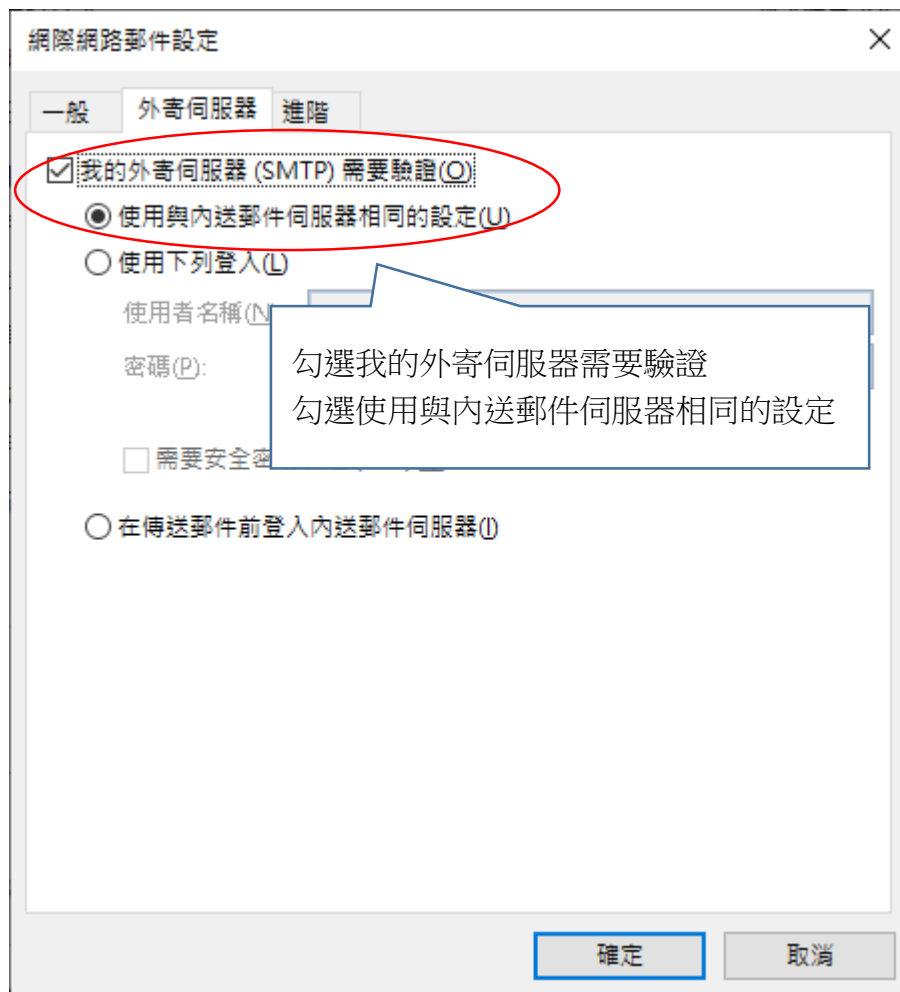 網際網路郵件設定
一般 外寄伺服器 進階
我的外寄伺服器 (SMTP) 需要驗證(O)
使用與內送郵件伺服器相同的設定(U)
使用下列登入(L)
使用者名稱(N
密碼(P):
勾選我的外寄伺服器需要驗證
勾選使用與內送郵件伺服器相同的設定
需要安全密
在傳送郵件前登入內送郵件伺服器(I)
確定 取消